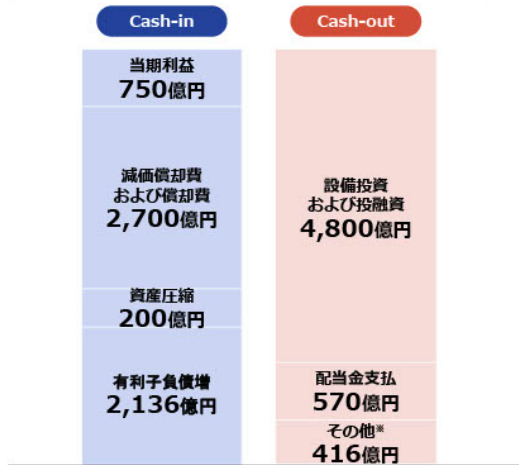 Cash-in
当期利益
750億円
減価償却費
および償却費
2,700億円
資産圧縮
200億円
有利子負債増
2,136億円
Cash-out
設備投資
および投融資
4,800億円
配当金支払
570億円
その他※
416億円